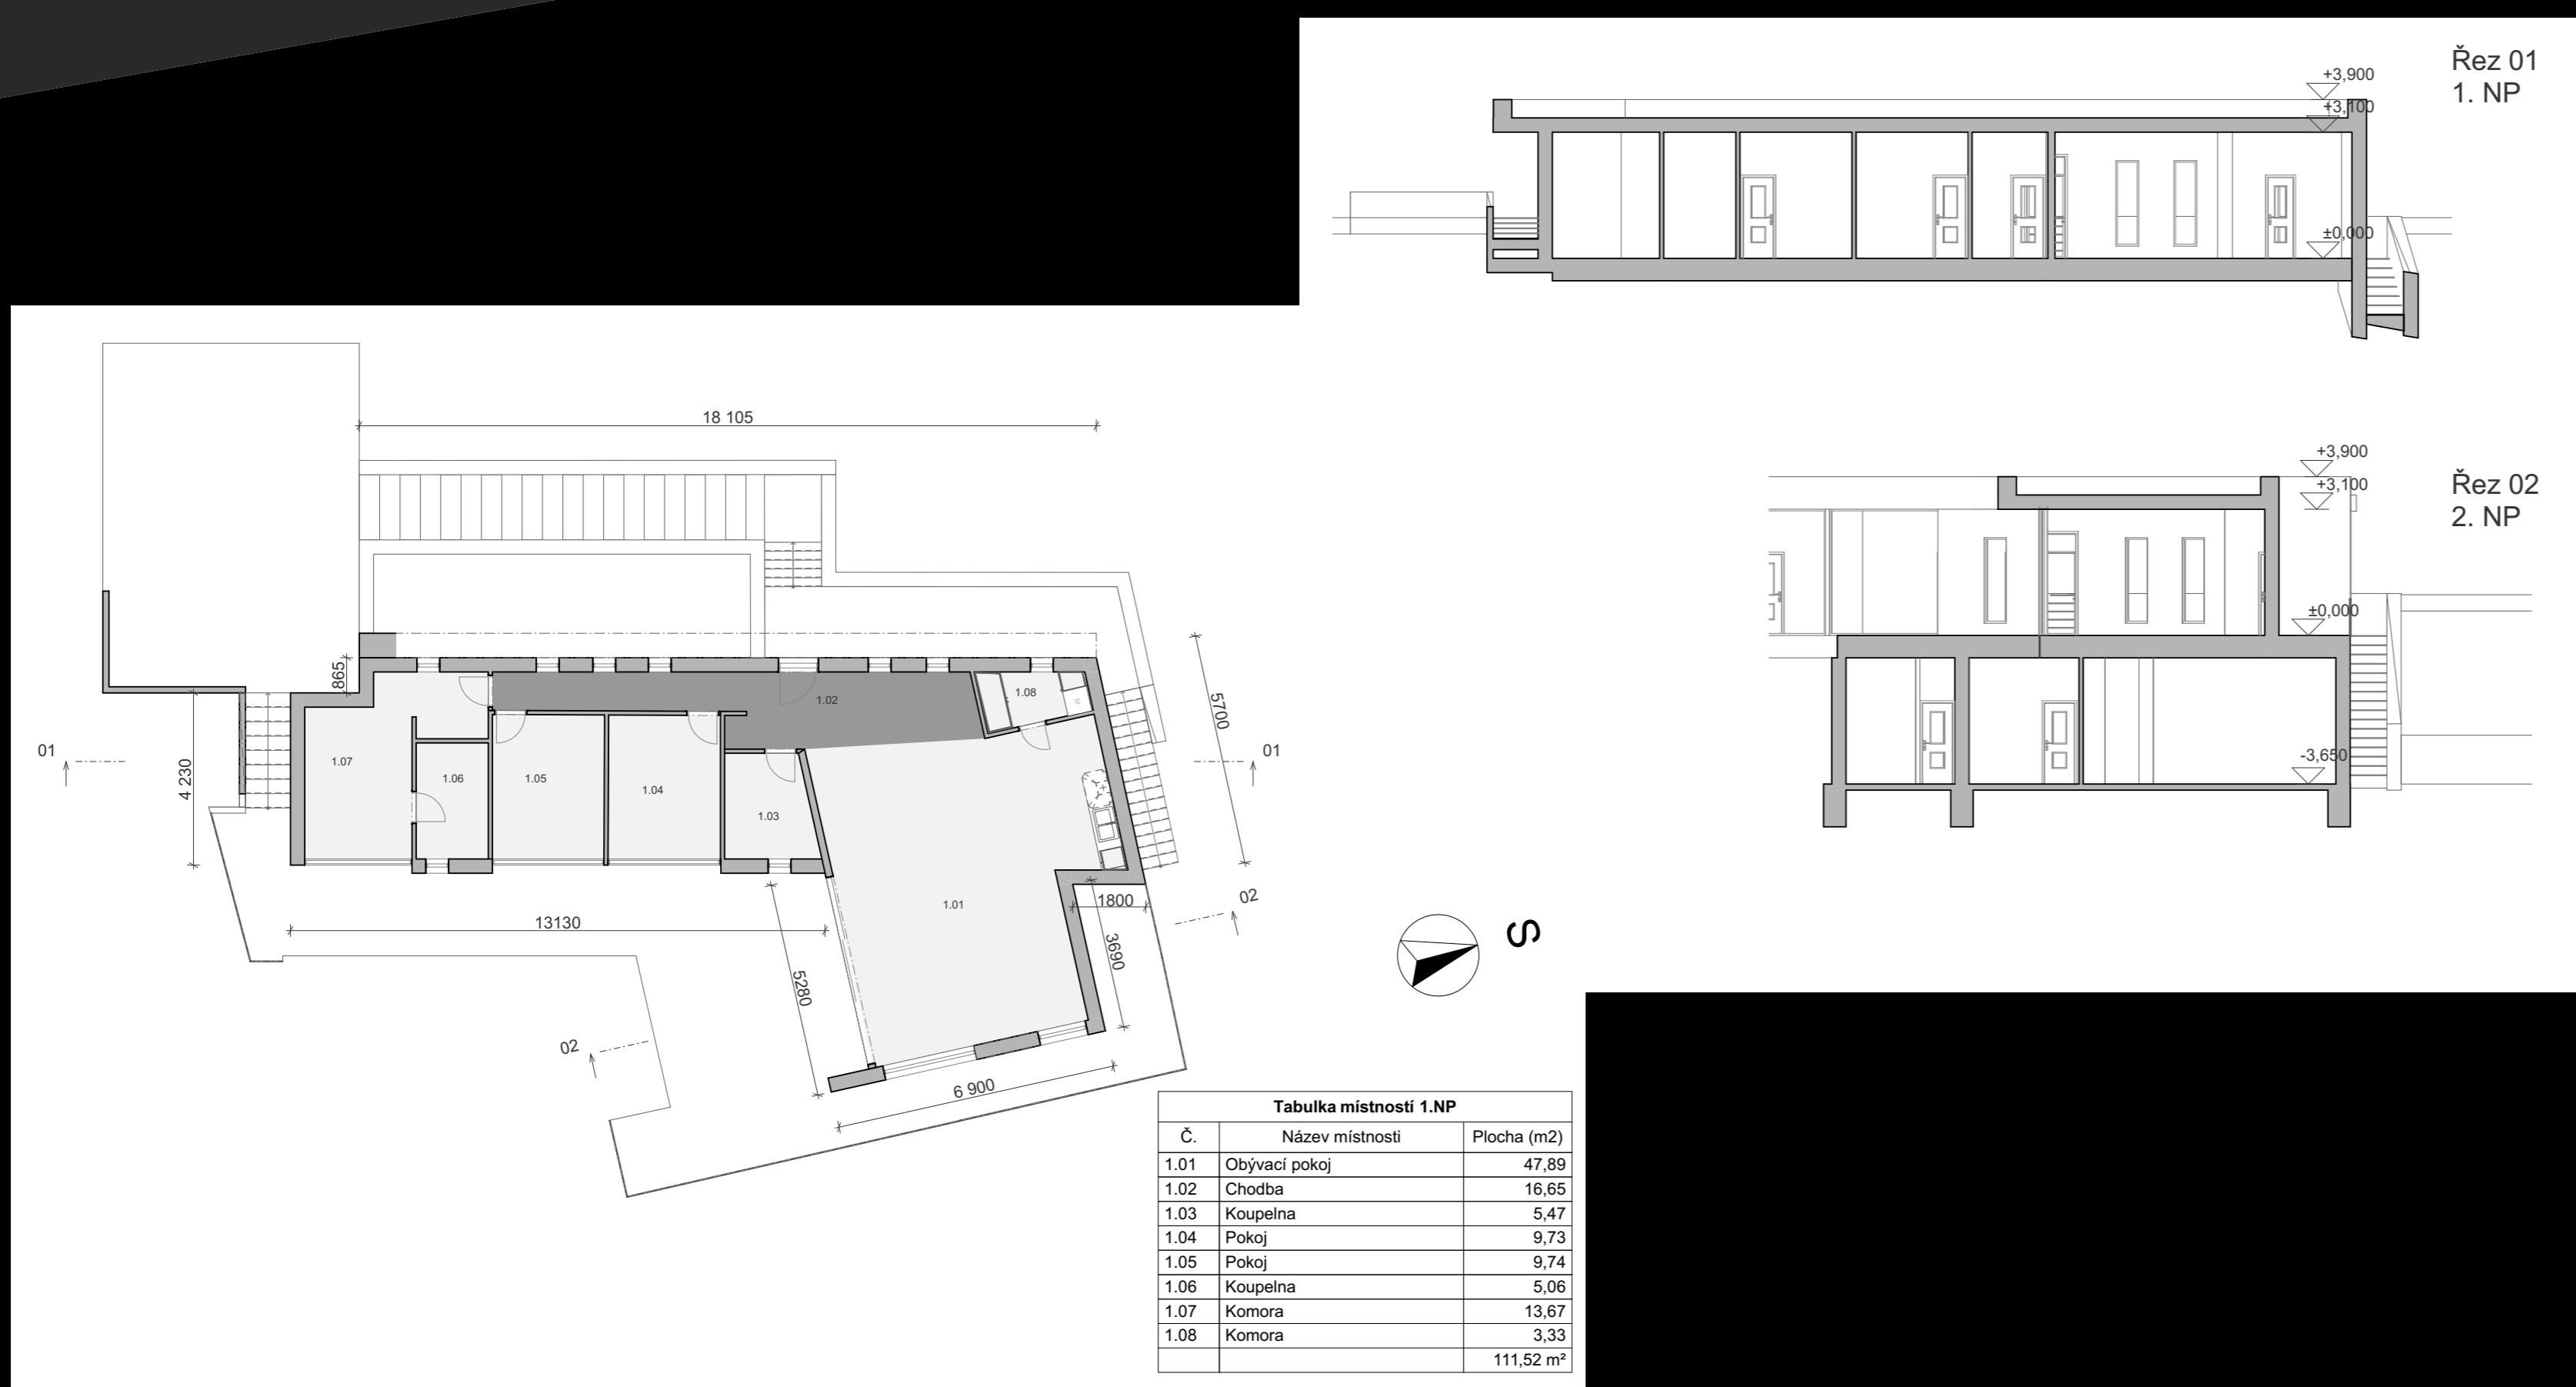 Řez 01
1. NP
+3,900
+3,100
±0,000
Řez 02
2. NP
+3,900
+3,100
±0,000
-3,650
18 105
865
4 230
5700
01
01
1.02
1.08
1.07
1.06
1.05
1.04
1.03
1.01
02
02
1800
3690
13130
5280
6 900
S
Tabulka místností 1.NP
Č. Název místnosti Plocha (m2)
1.01 Obývací pokoj 47,89
1.02 Chodba 16,65
1.03 Koupelna 5,47
1.04 Pokoj 9,73
1.05 Pokoj 9,74
1.06 Koupelna 5,06
1.07 Komora 13,67
1.08 Komora 3,33
111,52 m²